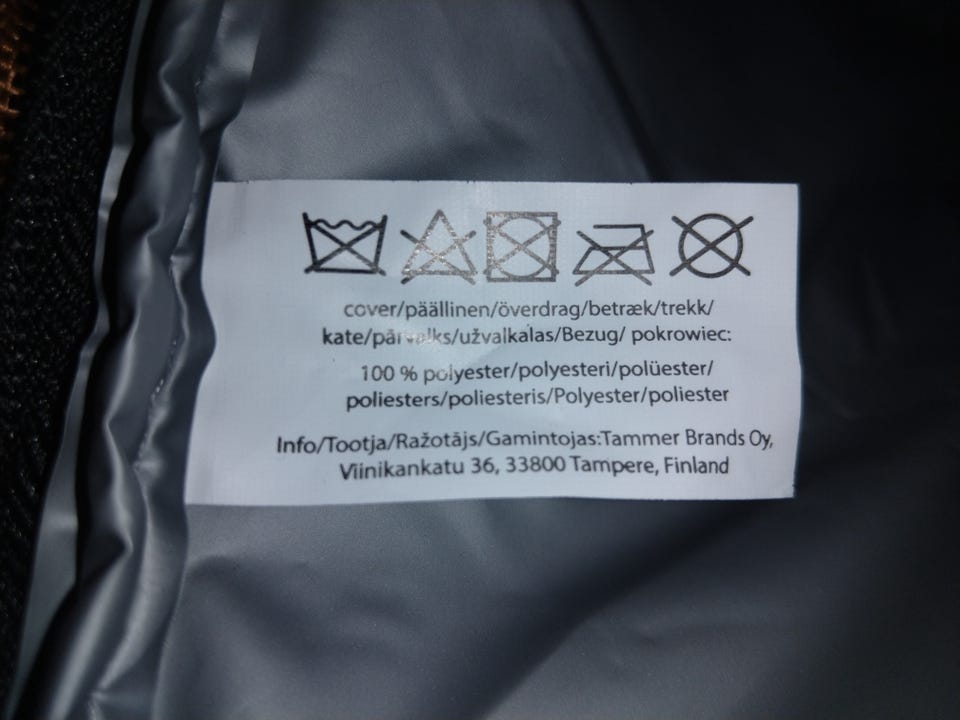 cover/päällinen/överdrag/betræk/trekk/
kate/pārvalks/užvalkalas/Bezug/ pokrowiec:
100 % polyester/polyesteri/polüester/
poliesters/poliesteris/Polyester/poliester
Info/Tootja/Ražotājs/Gamintojas:Tammer Brands Oy,
Viinikankatu 36, 33800 Tampere, Finland